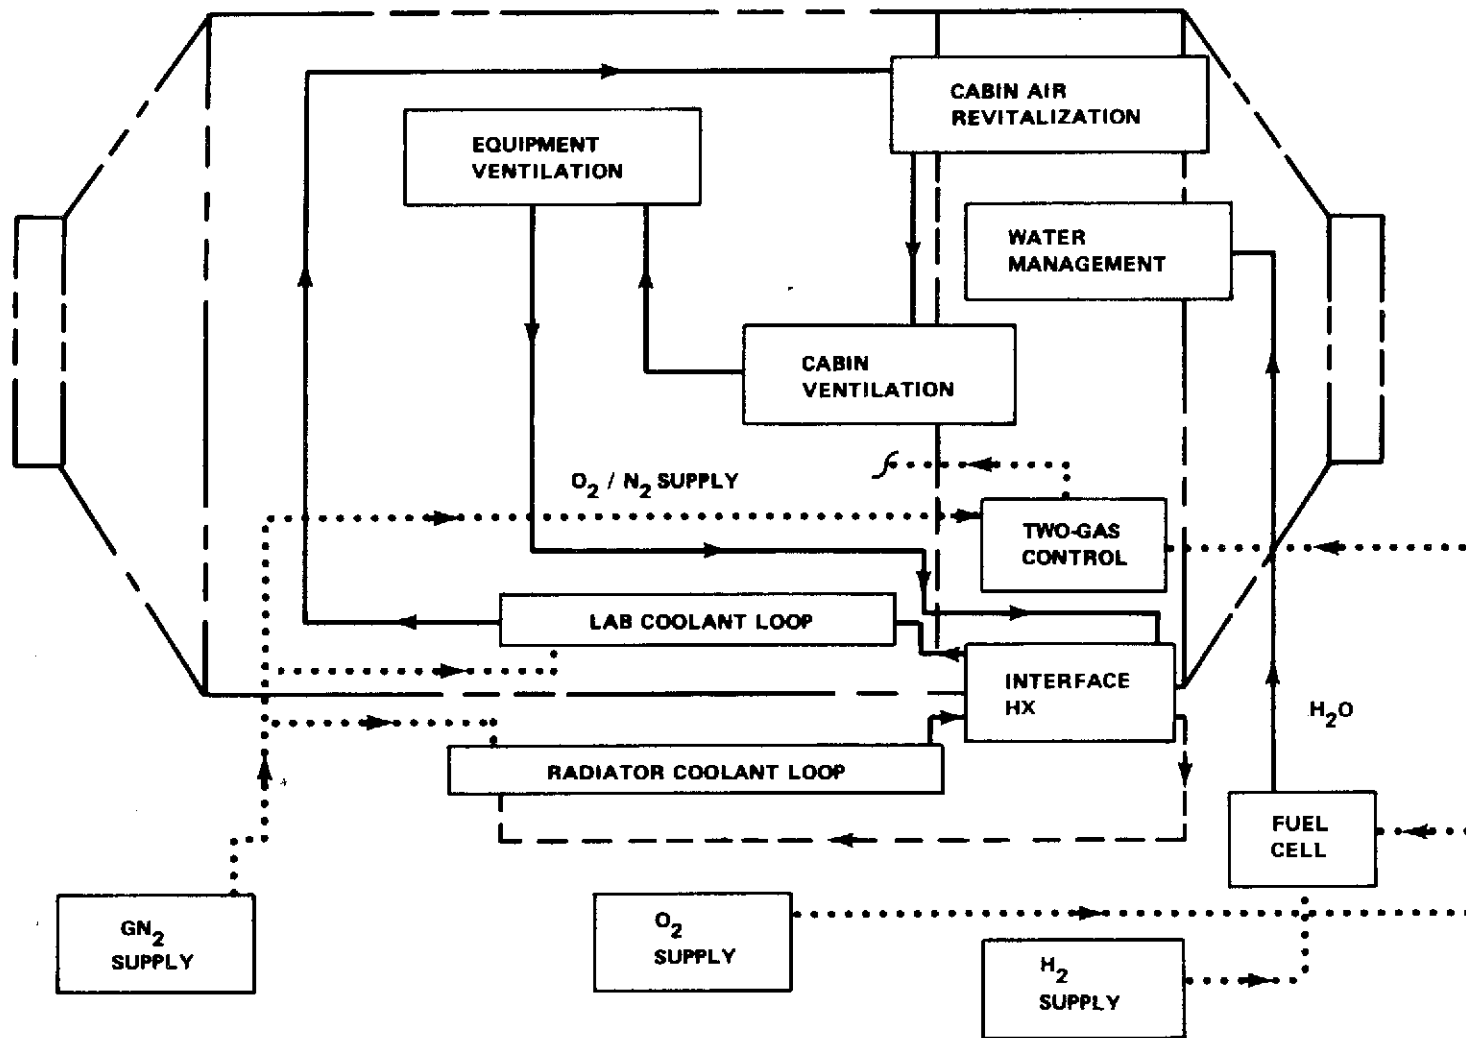 CABIN AIR
REVITALIZATION
EQUIPMENT
VENTILATION
WATER
MANAGEMENT
CABIN
VENTILATION
O₂ / N₂ SUPPLY
TWO-GAS
CONTROL
LAB COOLANT LOOP
INTERFACE
HX
H₂O
RADIATOR COOLANT LOOP
FUEL
CELL
GN₂
SUPPLY
O₂
SUPPLY
H₂
SUPPLY